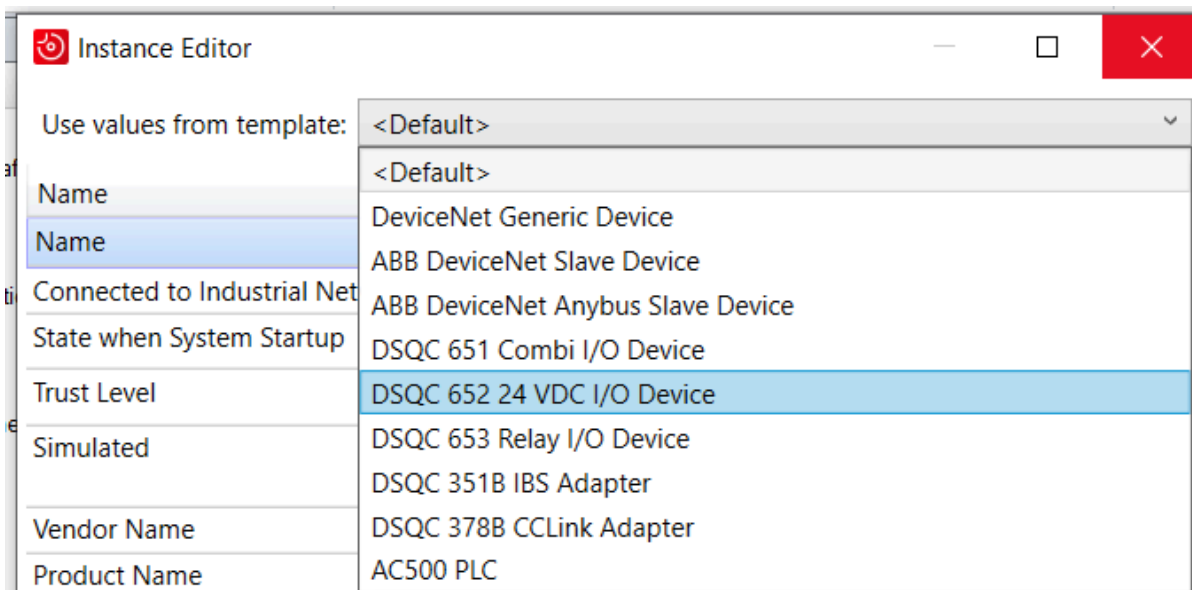 Instance Editor
Use values from template: <Default>
<Default>
Name
DeviceNet Generic Device
Name
ABB DeviceNet Slave Device
Connected to Industrial Net
ABB DeviceNet Anybus Slave Device
State when System Startup
DSQC 651 Combi I/O Device
Trust Level
DSQC 652 24 VDC I/O Device
Simulated
DSQC 653 Relay I/O Device
DSQC 351B IBS Adapter
Vendor Name
DSQC 378B CCLink Adapter
Product Name
AC500 PLC